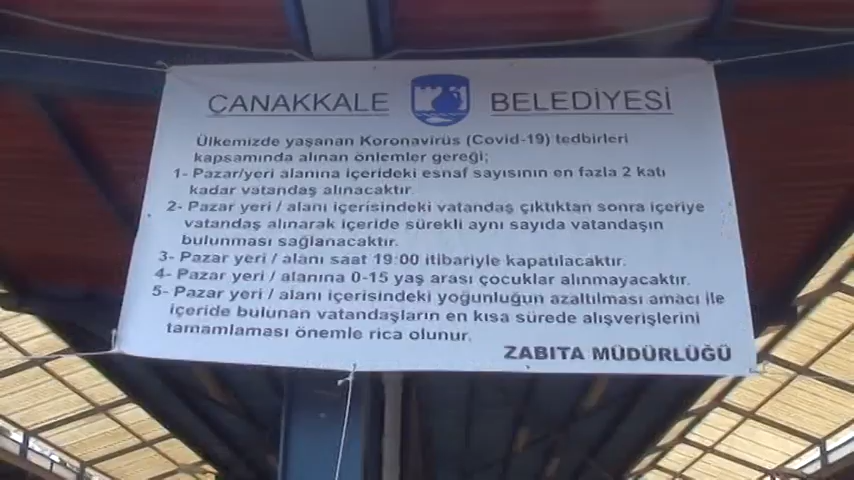 ÇANAKKALE BELEDİYESİ
Ülkemizde yaşanan Koronavirüs (Covid-19) tedbirleri
kapsamında alınan önlemler gereği;
1- Pazar/yeri alanına içerideki esnaf sayısının en fazla 2 katı
kadar vatandaş alınacaktır.
2- Pazar yeri / alanı içerisindeki vatandaş çıktıktan sonra içeriye
vatandaş alınarak içeride sürekli aynı sayıda vatandaşın
bulunması sağlanacaktır.
3- Pazar yeri / alanı saat 19:00 itibariyle kapatılacaktır.
4- Pazar yeri / alanına 0-15 yaş arası çocuklar alınmayacaktır.
5- Pazar yeri / alanı içerisindeki yoğunluğun azaltılması amacı ile
içeride bulunan vatandaşların en kısa sürede alışverişlerini
tamamlaması önemle rica olunur.
ZABITA MÜDÜRLÜĞÜ